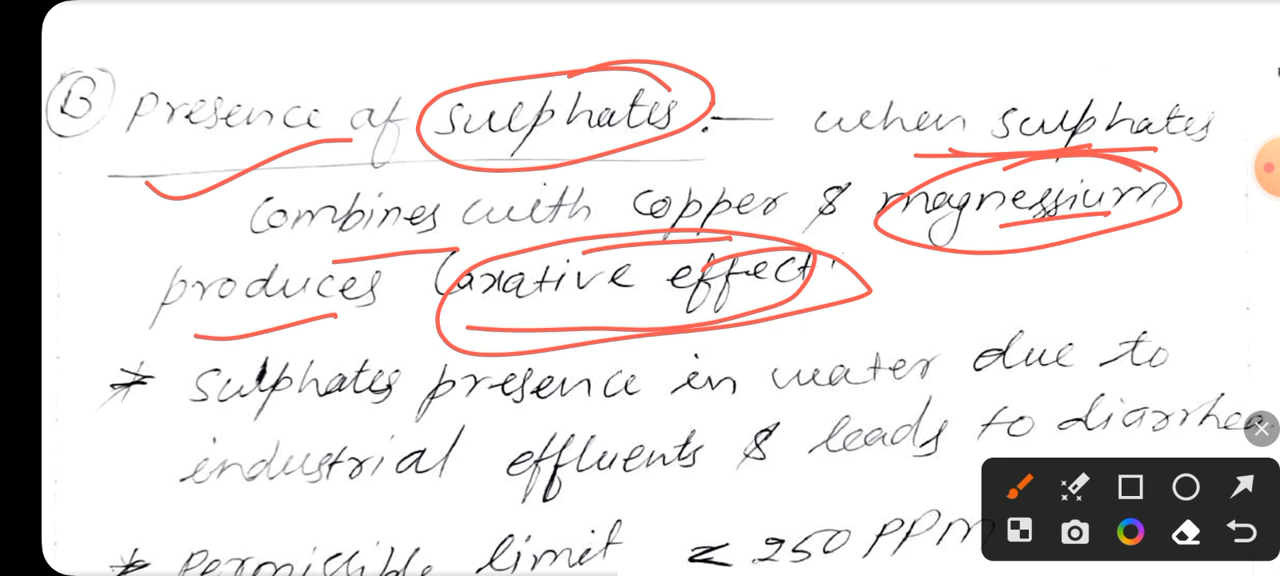 B Presence of sulphates :— when sulphates
combines with copper & magnessium
produces laxative effect.
* sulphates presence in water due to
industrial effluents & leads to diarrhea
* Permissible limit < 250 PPM